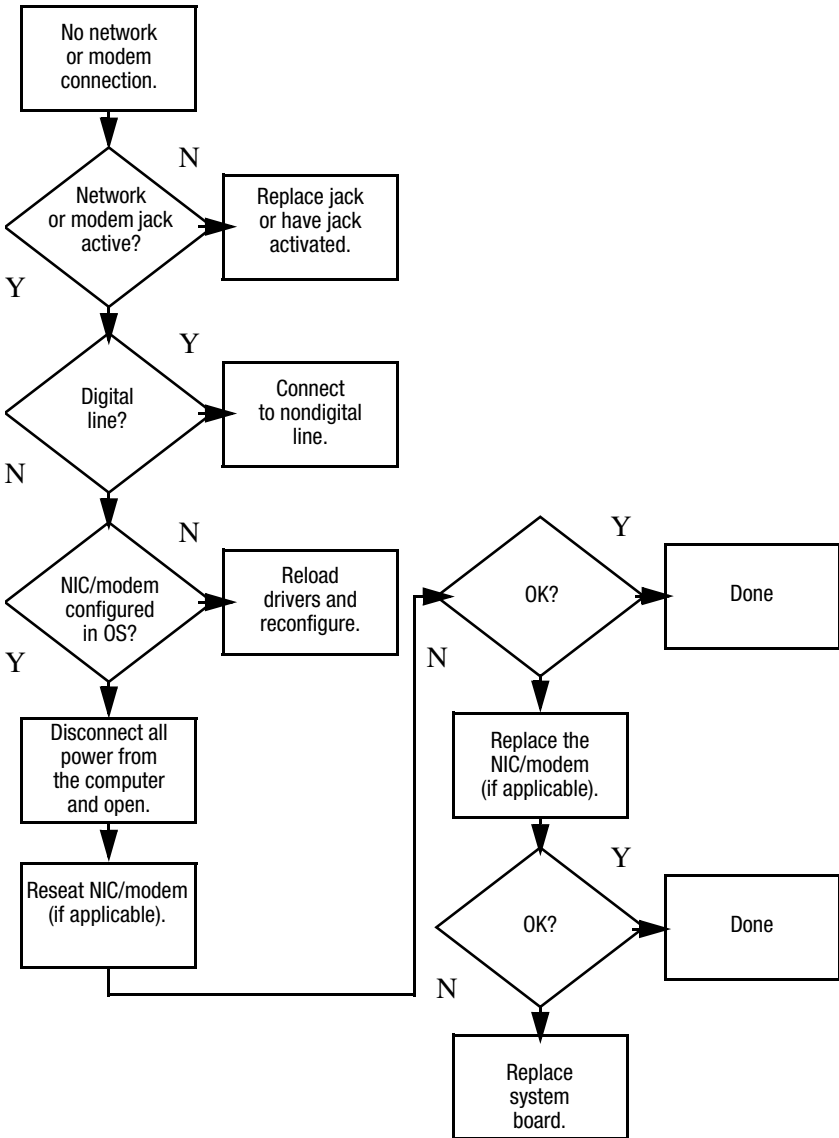 No network
or modem
connection.
N
Network
or modem jack
active?
Replace jack
or have jack
activated.
Y
Y
Digital
line?
Connect
to nondigital
line.
N
N
NIC/modem
configured
in OS?
Reload
drivers and
reconfigure.
Y
Disconnect all
power from
the computer
and open.
Reseat NIC/modem
(if applicable).
Y
OK?
Done
N
Replace the
NIC/modem
(if applicable).
Y
OK?
Done
N
Replace
system
board.